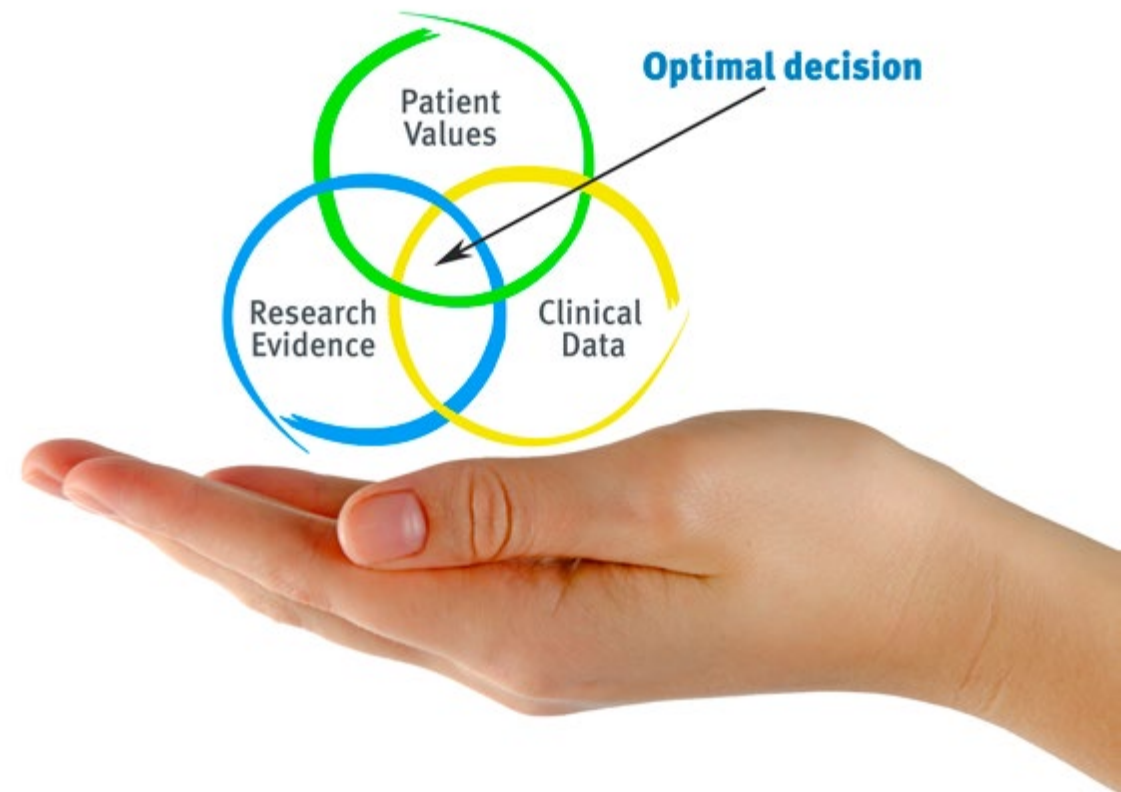 Optimal decision
Patient
Values
Research
Evidence
Clinical
Data